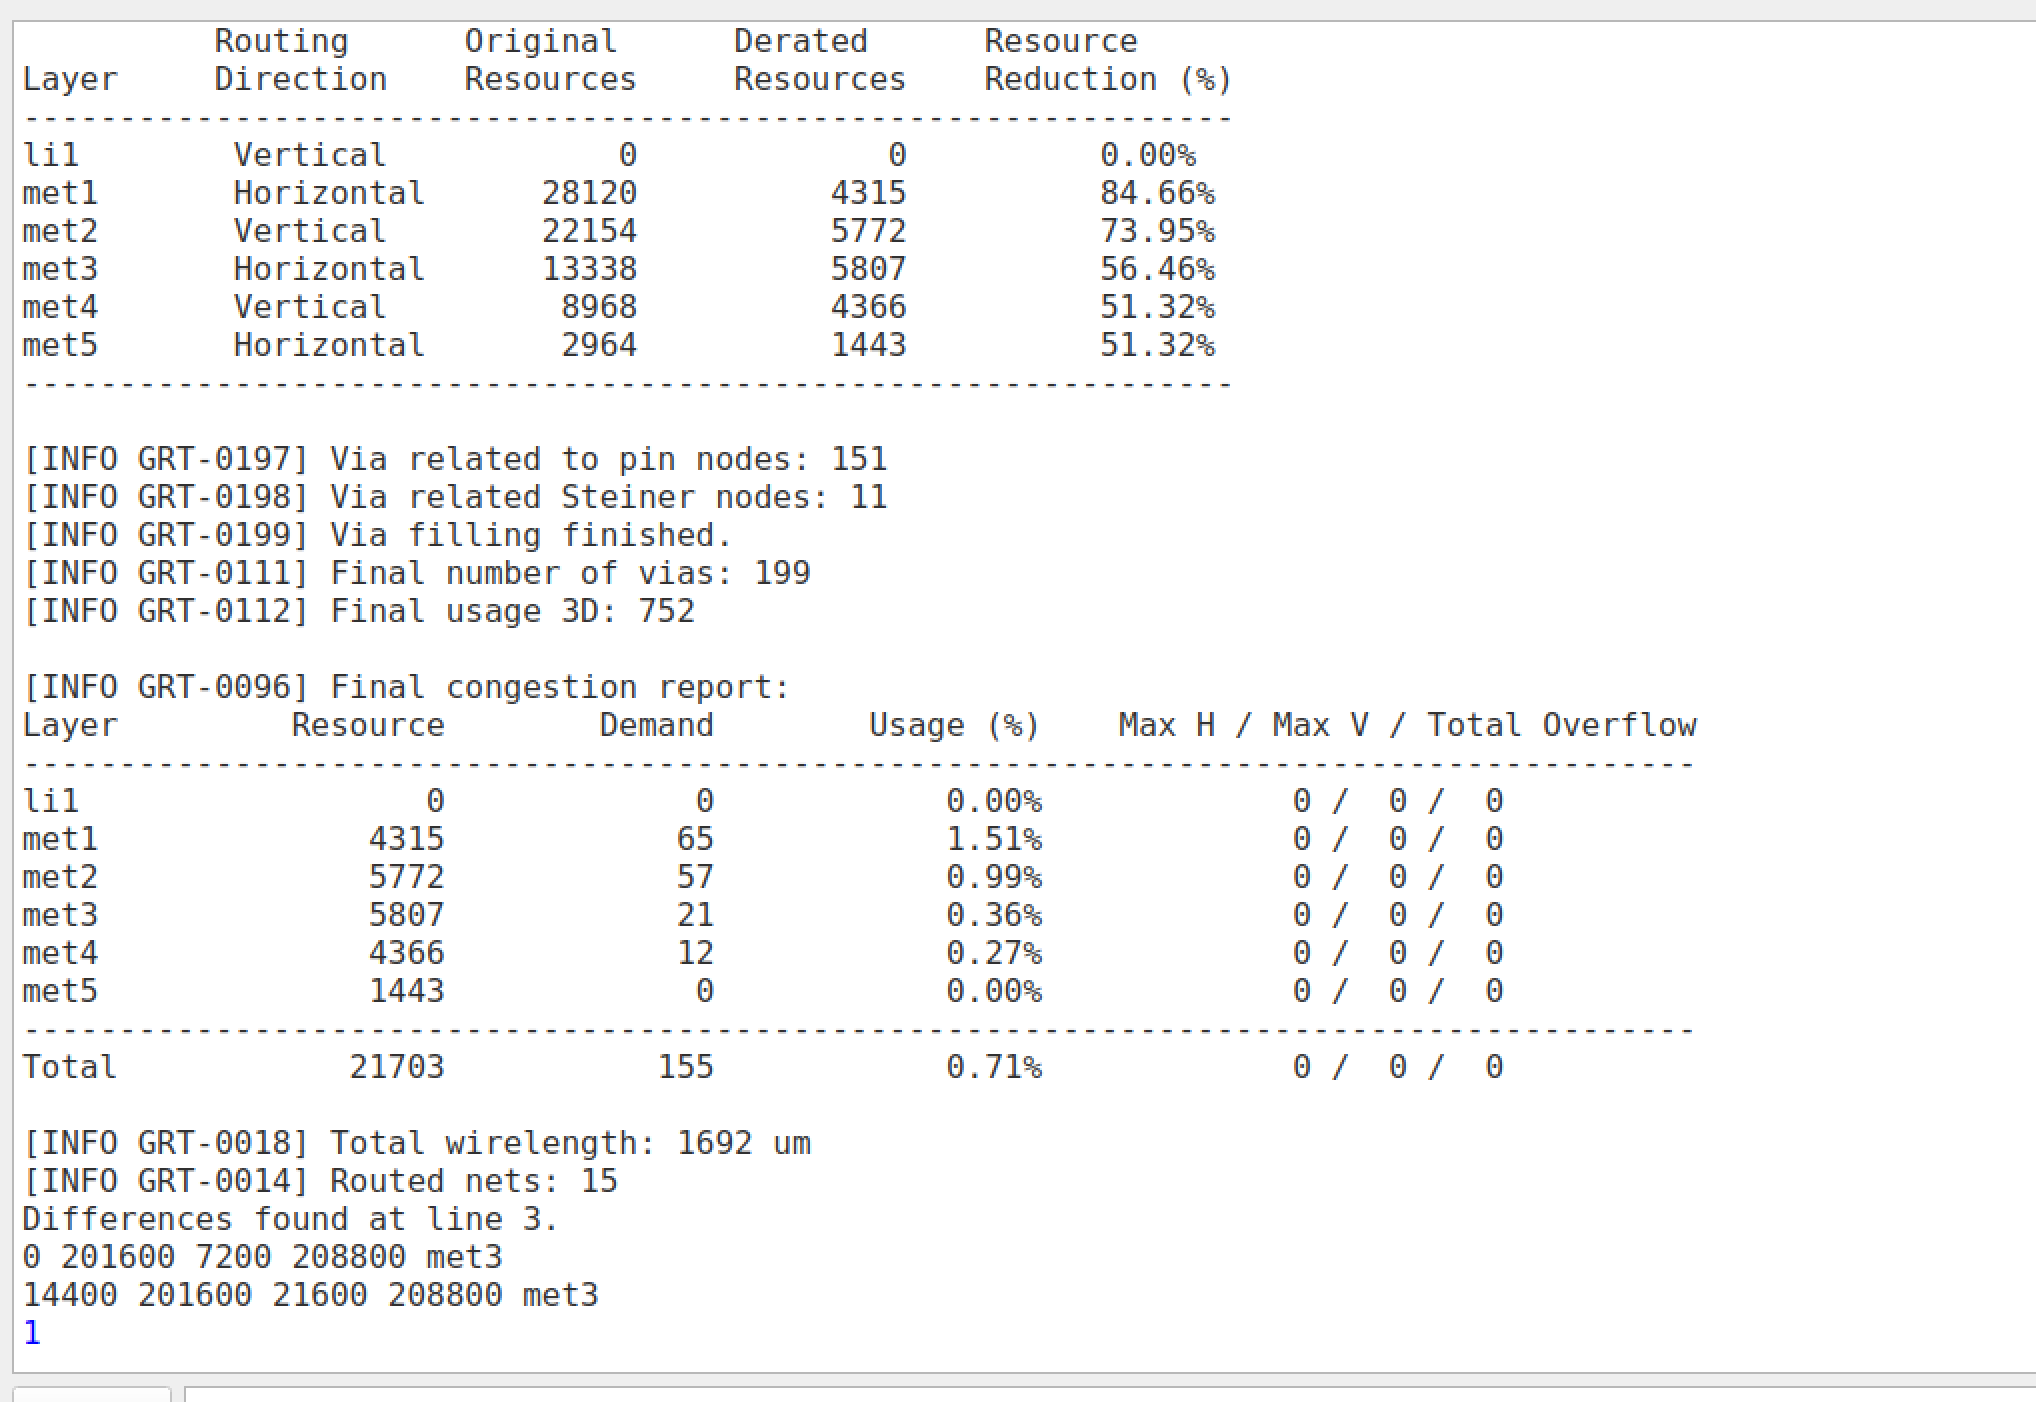 Routing Original Derated Resource
Layer Direction Resources Resources Reduction (%)
---------------------------------------------------------------
li1 Vertical 0 0 0.00%
met1 Horizontal 28120 4315 84.66%
met2 Vertical 22154 5772 73.95%
met3 Horizontal 13338 5807 56.46%
met4 Vertical 8968 4366 51.32%
met5 Horizontal 2964 1443 51.32%
---------------------------------------------------------------
[INFO GRT-0197] Via related to pin nodes: 151
[INFO GRT-0198] Via related Steiner nodes: 11
[INFO GRT-0199] Via filling finished.
[INFO GRT-0111] Final number of vias: 199
[INFO GRT-0112] Final usage 3D: 752
[INFO GRT-0096] Final congestion report:
Layer Resource Demand Usage (%) Max H / Max V / Total Overflow
---------------------------------------------------------------------------------------
li1 0 0 0.00% 0 / 0 / 0
met1 4315 65 1.51% 0 / 0 / 0
met2 5772 57 0.99% 0 / 0 / 0
met3 5807 21 0.36% 0 / 0 / 0
met4 4366 12 0.27% 0 / 0 / 0
met5 1443 0 0.00% 0 / 0 / 0
---------------------------------------------------------------------------------------
Total 21703 155 0.71% 0 / 0 / 0
[INFO GRT-0018] Total wirelength: 1692 um
[INFO GRT-0014] Routed nets: 15
Differences found at line 3.
0 201600 7200 208800 met3
14400 201600 21600 208800 met3
1